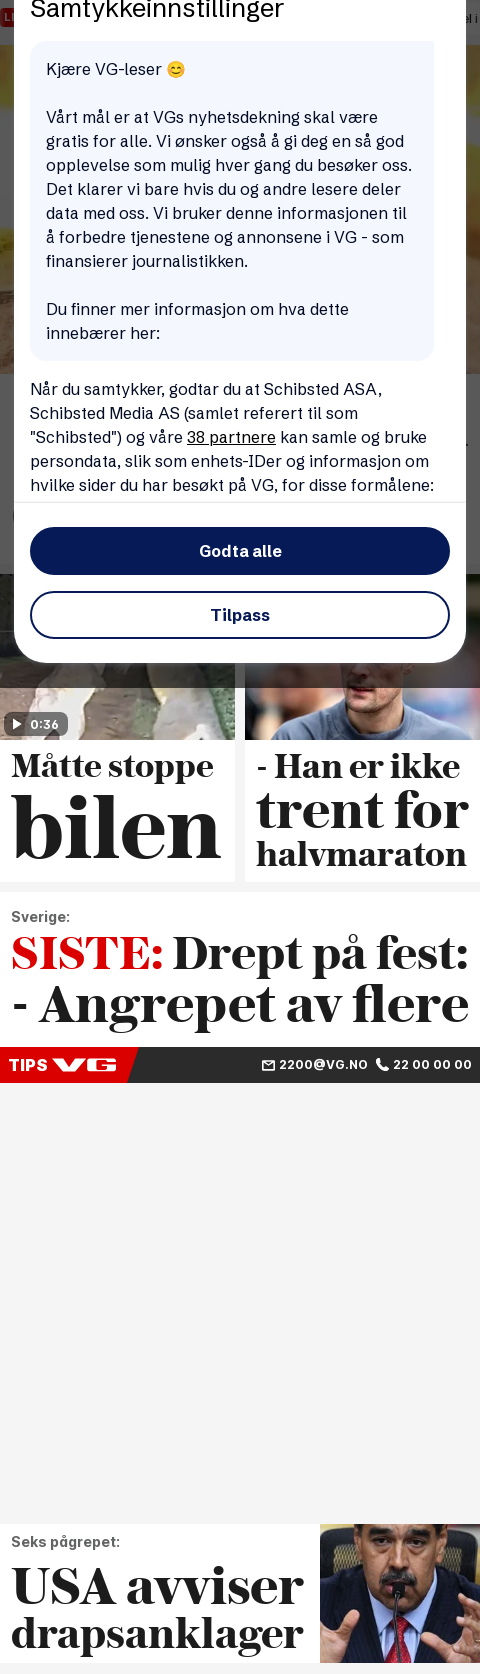 Samtykkeinnstillinger
Kjære VG-leser 😊
Vårt mål er at VGs nyhetsdekning skal være
gratis for alle. Vi ønsker også å gi deg en så god
opplevelse som mulig hver gang du besøker oss.
Det klarer vi bare hvis du og andre lesere deler
data med oss. Vi bruker denne informasjonen til
å forbedre tjenestene og annonsene i VG - som
finansierer journalistikken.
Du finner mer informasjon om hva dette
innebærer her:
Når du samtykker, godtar du at Schibsted ASA,
Schibsted Media AS (samlet referert til som
"Schibsted") og våre 38 partnere kan samle og bruke
persondata, slik som enhets-IDer og informasjon om
hvilke sider du har besøkt på VG, for disse formålene:
Godta alle
Tilpass
0:36
Måtte stoppe
bilen
- Han er ikke
trent for
halvmaraton
Sverige:
SISTE: Drept på fest:
- Angrepet av flere
TIPS VG
2200@VG.NO 22 00 00 00
Seks pågrepet:
USA avviser
drapsanklager